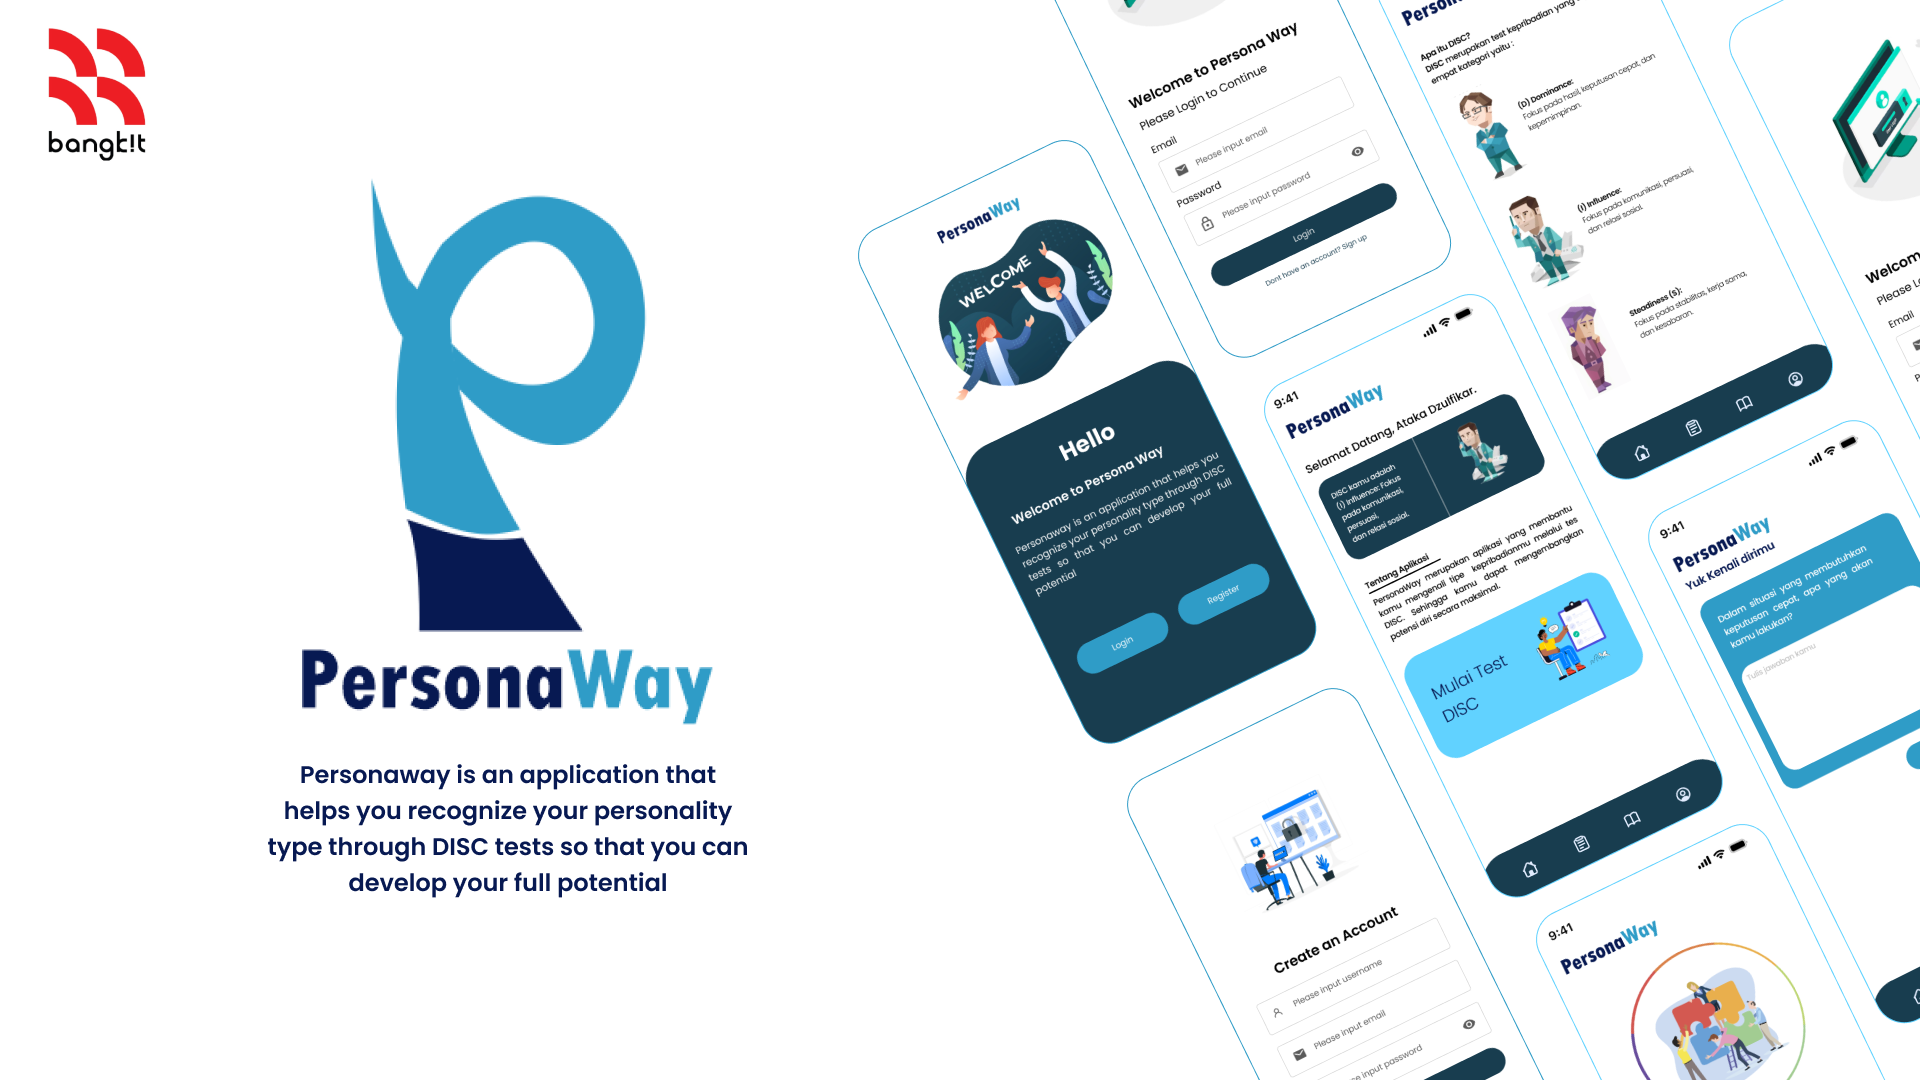 bangk!t
PersonaWay
Personaway is an application that
helps you recognize your personality
type through DISC tests so that you can
develop your full potential
PersonaWay
WELCOME
Hello
Welcome to Persona Way
Personaway is an application that helps you
recognize your personality type through DISC
tests so that you can develop your full
potential
Login
Register
Welcome to Persona Way
Please Login to Continue
Email
Please input email
Password
Please input password
Login
Dont have an account? Sign up
Create an Account
Please input username
Please input email
input password
9:41
PersonaWay
Selamat Datang, Ataka Dzulfikar.
DISC kamu adalah
(I) Influence: Fokus
pada komunikasi,
persuasi,
dan relasi sosial.
Tentang Aplikasi
PersonaWay merupakan aplikasi yang membantu
kamu mengenali tipe kepribadianmu melalui tes
DISC. Sehingga kamu dapat mengembangkan
potensi diri secara maksimal.
Mulai Test
DISC
Apa itu DISC?
DISC merupakan test kepribadian yang
empat kategori yaitu :
(D) Dominance:
Fokus pada hasil, keputusan cepat, dan
kepemimpinan.
(I) Influence:
Fokus pada komunikasi, persuasi,
dan relasi sosial.
Steadiness (S):
Fokus pada stabilitas, kerja sama,
dan kesabaran.
9:41
PersonaWay
Yuk Kenali dirimu
Dalam situasi yang membutuhkan
keputusan cepat, apa yang akan
kamu lakukan?
Tulis jawaban kamu
9:41
PersonaWay
Welcom
Please Lo
Email